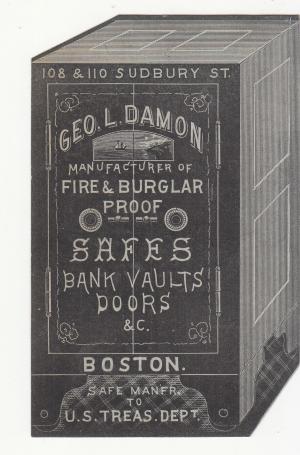 108 & 110 SUDBURY ST.
GEO. L. DAMON
MANUFACTURER OF
FIRE & BURGLAR
PROOF
SAFES
BANK VAULTS
DOORS
& C.
BOSTON.
SAFE MANFR.
TO
U.S. TREAS. DEPT.